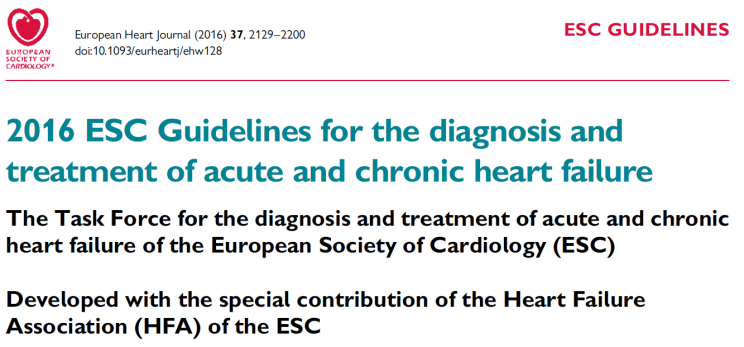 EUROPEAN
SOCIETY OF
CARDIOLOGY®
European Heart Journal (2016) 37, 2129–2200
doi:10.1093/eurheartj/ehw128
ESC GUIDELINES
2016 ESC Guidelines for the diagnosis and
treatment of acute and chronic heart failure
The Task Force for the diagnosis and treatment of acute and chronic
heart failure of the European Society of Cardiology (ESC)
Developed with the special contribution of the Heart Failure
Association (HFA) of the ESC